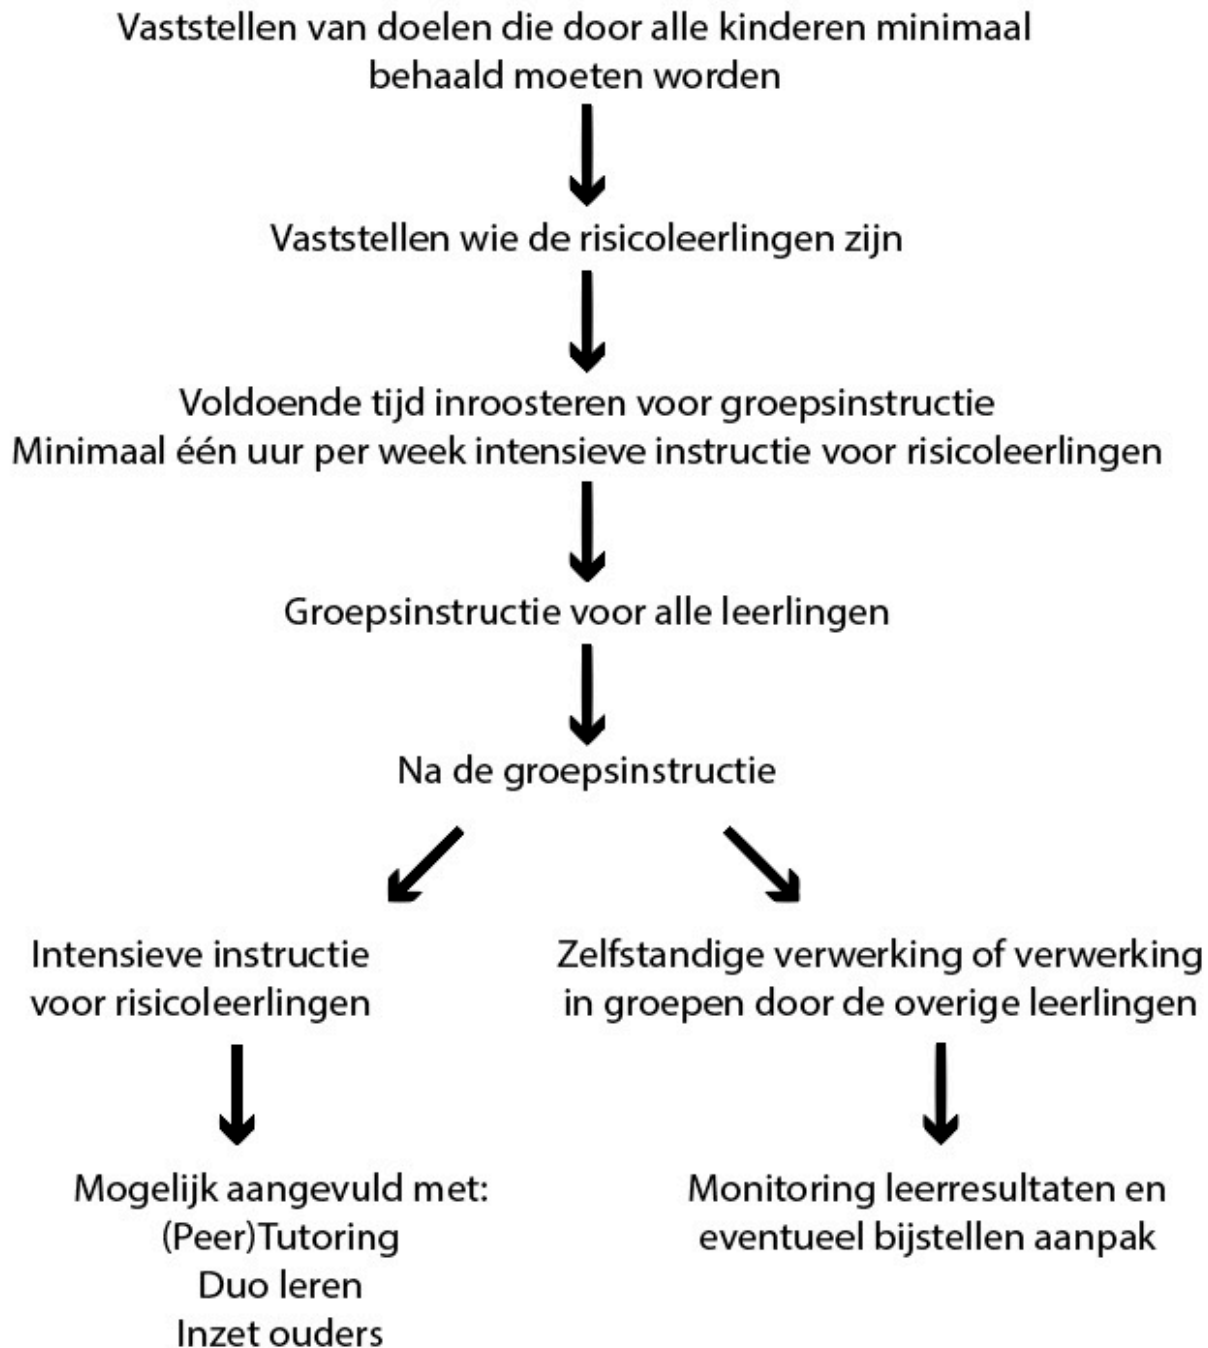 Vaststellen van doelen die door alle kinderen minimaal
behaald moeten worden
Vaststellen wie de risicoleerlingen zijn
Voldoende tijd inroosteren voor groepsinstructie
Minimaal één uur per week intensieve instructie voor risicoleerlingen
Groepsinstructie voor alle leerlingen
Na de groepsinstructie
Intensieve instructie
voor risicoleerlingen
Mogelijk aangevuld met:
(Peer)Tutoring
Duo leren
Inzet ouders
Zelfstandige verwerking of verwerking
in groepen door de overige leerlingen
Monitoring leerresultaten en
eventueel bijstellen aanpak